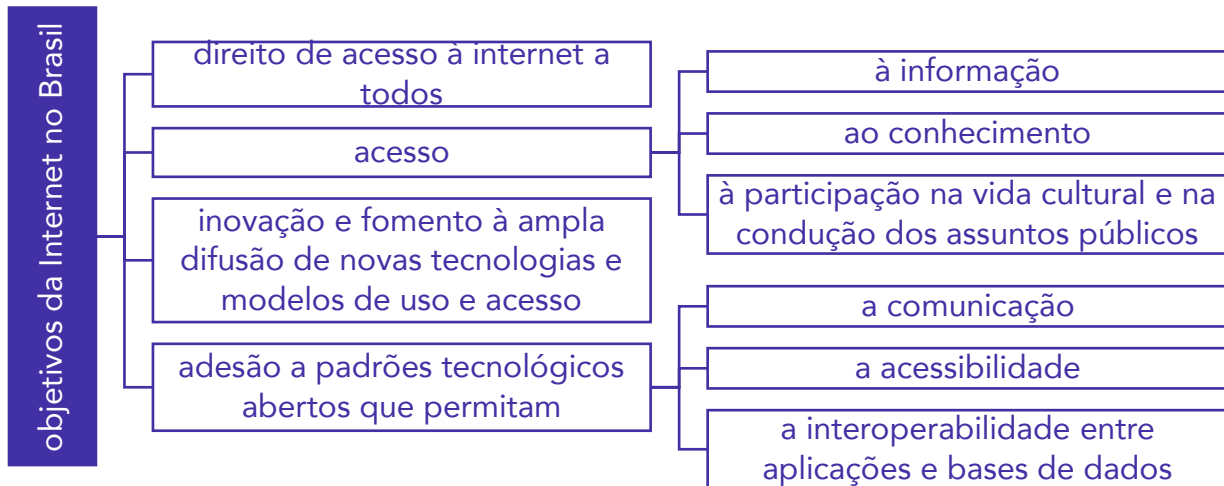 objetivos da Internet no Brasil
direito de acesso à internet a
todos
acesso
à informação
ao conhecimento
à participação na vida cultural e na
condução dos assuntos públicos
inovação e fomento à ampla
difusão de novas tecnologias e
modelos de uso e acesso
adesão a padrões tecnológicos
abertos que permitam
a comunicação
a acessibilidade
a interoperabilidade entre
aplicações e bases de dados